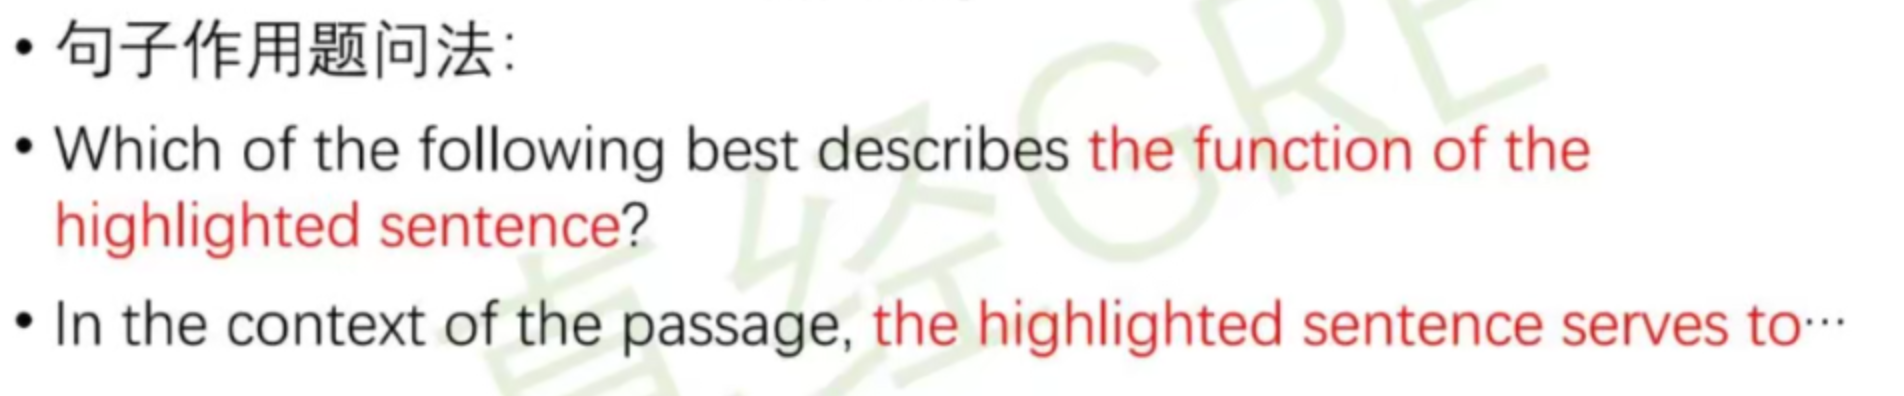 • 句子作用题问法：
• Which of the following best describes the function of the
highlighted sentence?
• In the context of the passage, the highlighted sentence serves to…
GRE